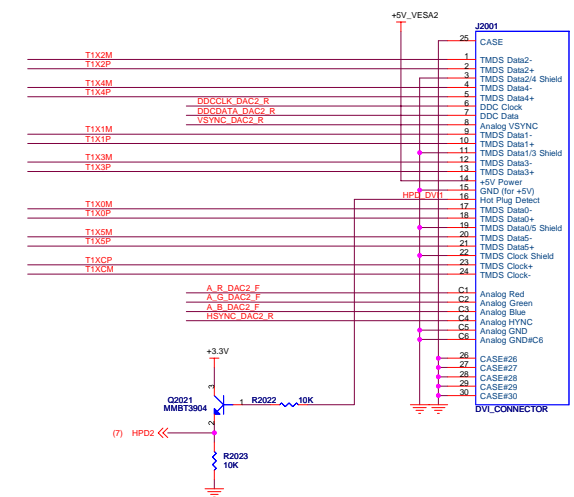 +5V_VESA2
J2001
25 CASE
T1X2M 1 TMDS Data2-
T1X2P 2 TMDS Data2+
3 TMDS Data2/4 Shield
T1X4M 4 TMDS Data4-
T1X4P 5 TMDS Data4+
DDCCLK_DAC2_R 6 DDC Clock
DDCDATA_DAC2_R 7 DDC Data
VSYNC_DAC2_R 8 Analog VSYNC
T1X1M 9 TMDS Data1-
T1X1P 10 TMDS Data1+
11 TMDS Data1/3 Shield
T1X3M 12 TMDS Data3-
T1X3P 13 TMDS Data3+
14 +5V Power
15 GND (for +5V)
HPD_DVI1 16 Hot Plug Detect
T1X0M 17 TMDS Data0-
T1X0P 18 TMDS Data0+
19 TMDS Data0/5 Shield
T1X5M 20 TMDS Data5-
T1X5P 21 TMDS Data5+
22 TMDS Clock Shield
T1XCP 23 TMDS Clock+
T1XCM 24 TMDS Clock-
A_R_DAC2_F C1 Analog Red
A_G_DAC2_F C2 Analog Green
A_B_DAC2_F C3 Analog Blue
HSYNC_DAC2_R C4 Analog HYNC
C5 Analog GND
C6 Analog GND#C6
26 CASE#26
27 CASE#27
28 CASE#28
29 CASE#29
30 CASE#30
DVI_CONNECTOR
+3.3V
3
Q2021
MMBT3904
1
R2022
10K
2
(7) HPD2
R2023
10K